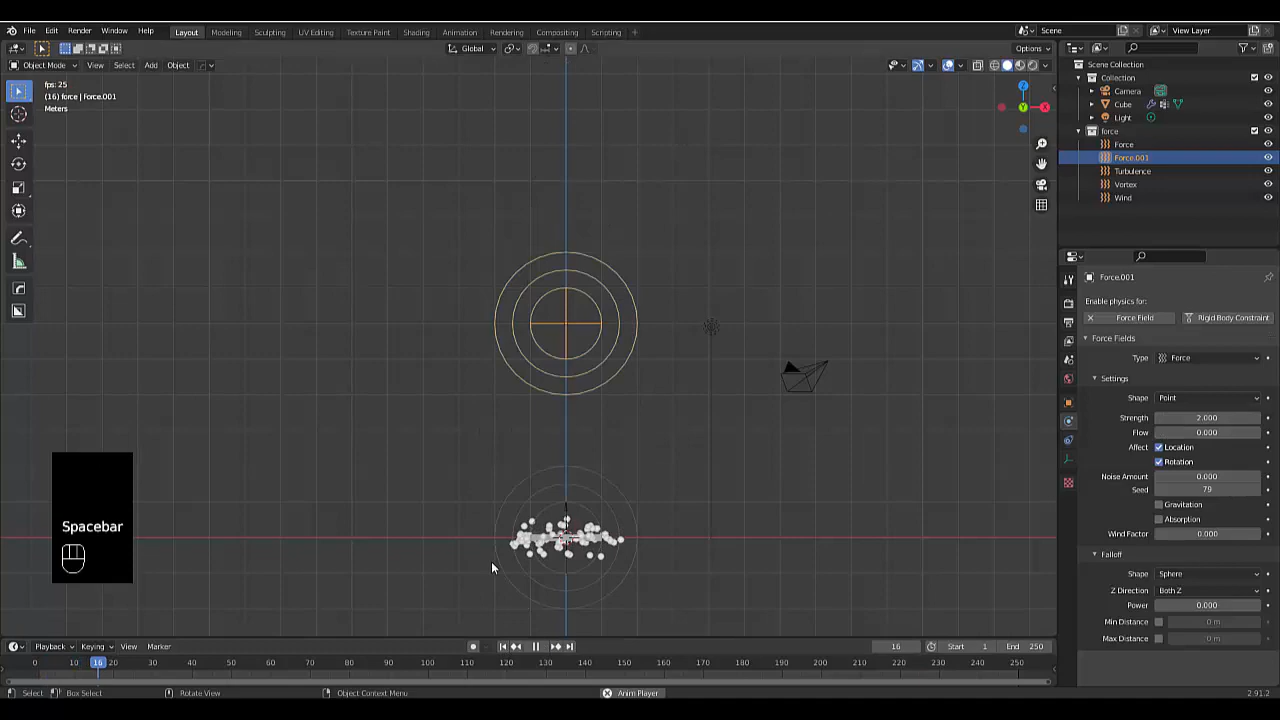 File Edit Render Window Help Layout Modeling Sculpting UV Editing Texture Paint Shading Animation Rendering Compositing Scripting + Scene View Layer
Global Options
Object Mode View Select Add Object
fps: 25
(16) force | Force.001
Meters
Z
Y
X
Scene Collection
Collection
Camera
Cube
Light
force
Force
Force.001
Turbulence
Vortex
Wind
Force.001
Enable physics for:
Force Field Rigid Body Constraint
Force Fields
Type Force
Settings
Shape Point
Strength 2.000
Flow 0.000
Affect Location
Rotation
Noise Amount 0.000
Seed 79
Gravitation
Absorption
Wind Factor 0.000
Falloff
Shape Sphere
Z Direction Both Z
Power 0.000
Min Distance 0 m
Max Distance 0 m
Spacebar
Playback Keying View Marker 16 Start 1 End 250
0 10 16 20 30 40 50 60 70 80 90 100 110 120 130 140 150 160 170 180 190 200 210 220 230 240 250
Select Box Select Rotate View Object Context Menu Anim Player 2.91.2